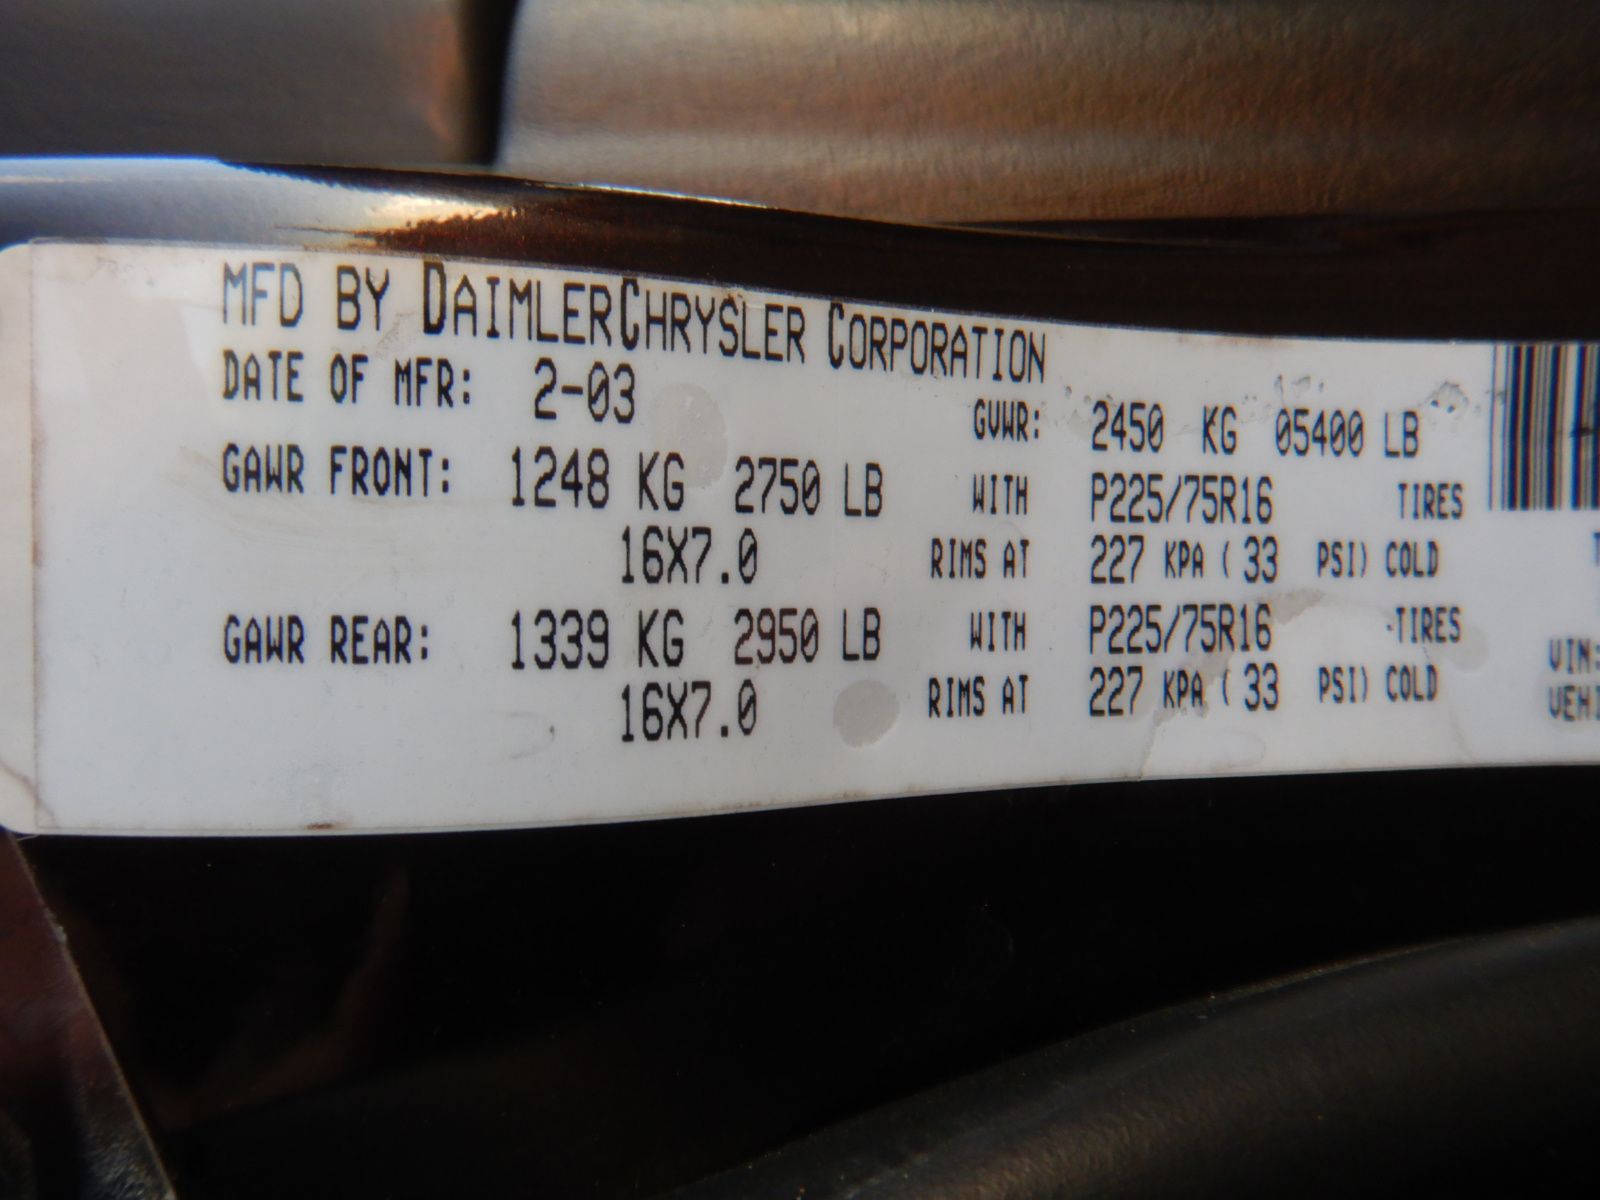 MFD BY DAIMLERCHRYSLER CORPORATION
DATE OF MFR: 2-03 GVWR: 2450 KG 05400 LB
GAWR FRONT: 1248 KG 2750 LB WITH P225/75R16 TIRES
16X7.0 RIMS AT 227 KPA ( 33 PSI) COLD
GAWR REAR: 1339 KG 2950 LB WITH P225/75R16 TIRES
16X7.0 RIMS AT 227 KPA ( 33 PSI) COLD
VIN: